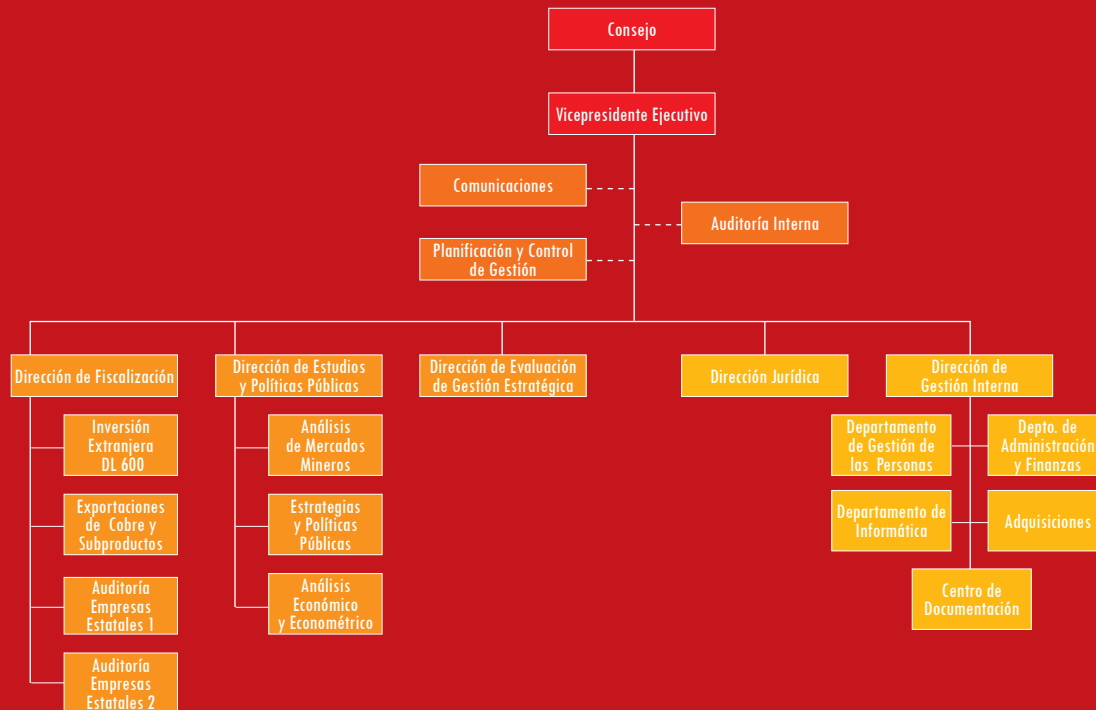 Consejo
Vicepresidente Ejecutivo
Comunicaciones
Auditoría Interna
Planificación y Control
de Gestión
Dirección de Fiscalización
Dirección de Estudios
y Políticas Públicas
Dirección de Evaluación
de Gestión Estratégica
Dirección Jurídica
Dirección de
Gestión Interna
Inversión
Extranjera
DL 600
Análisis
de Mercados
Mineros
Departamento
de Gestión de
las Personas
Depto. de
Administración
y Finanzas
Exportaciones
de Cobre y
Subproductos
Estrategias
y Políticas
Públicas
Departamento de
Informática
Adquisiciones
Auditoría
Empresas
Estatales 1
Análisis
Económico
y Econométrico
Centro de
Documentación
Auditoría
Empresas
Estatales 2